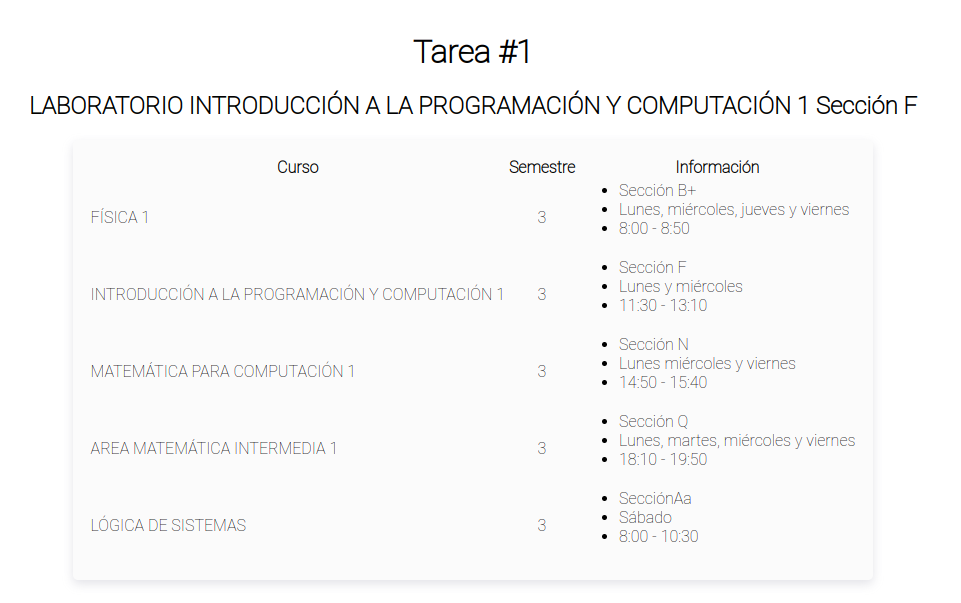 Tarea #1
LABORATORIO INTRODUCCIÓN A LA PROGRAMACIÓN Y COMPUTACIÓN 1 Sección F
Curso Semestre Información
FÍSICA 1 3
Sección B+
Lunes, miércoles, jueves y viernes
8:00 - 8:50
INTRODUCCIÓN A LA PROGRAMACIÓN Y COMPUTACIÓN 1 3
Sección F
Lunes y miércoles
11:30 - 13:10
MATEMÁTICA PARA COMPUTACIÓN 1 3
Sección N
Lunes miércoles y viernes
14:50 - 15:40
AREA MATEMÁTICA INTERMEDIA 1 3
Sección Q
Lunes, martes, miércoles y viernes
18:10 - 19:50
LÓGICA DE SISTEMAS 3
SecciónAa
Sábado
8:00 - 10:30